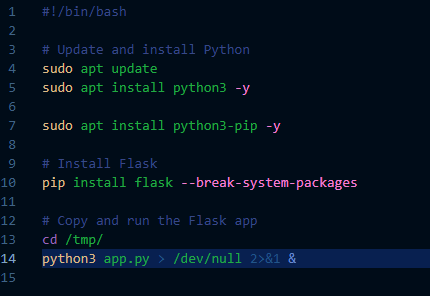 1 #!/bin/bash
2
3 # Update and install Python
4 sudo apt update
5 sudo apt install python3 -y
6
7 sudo apt install python3-pip -y
8
9 # Install Flask
10 pip install flask --break-system-packages
11
12 # Copy and run the Flask app
13 cd /tmp/
14 python3 app.py > /dev/null 2>&1 &
15